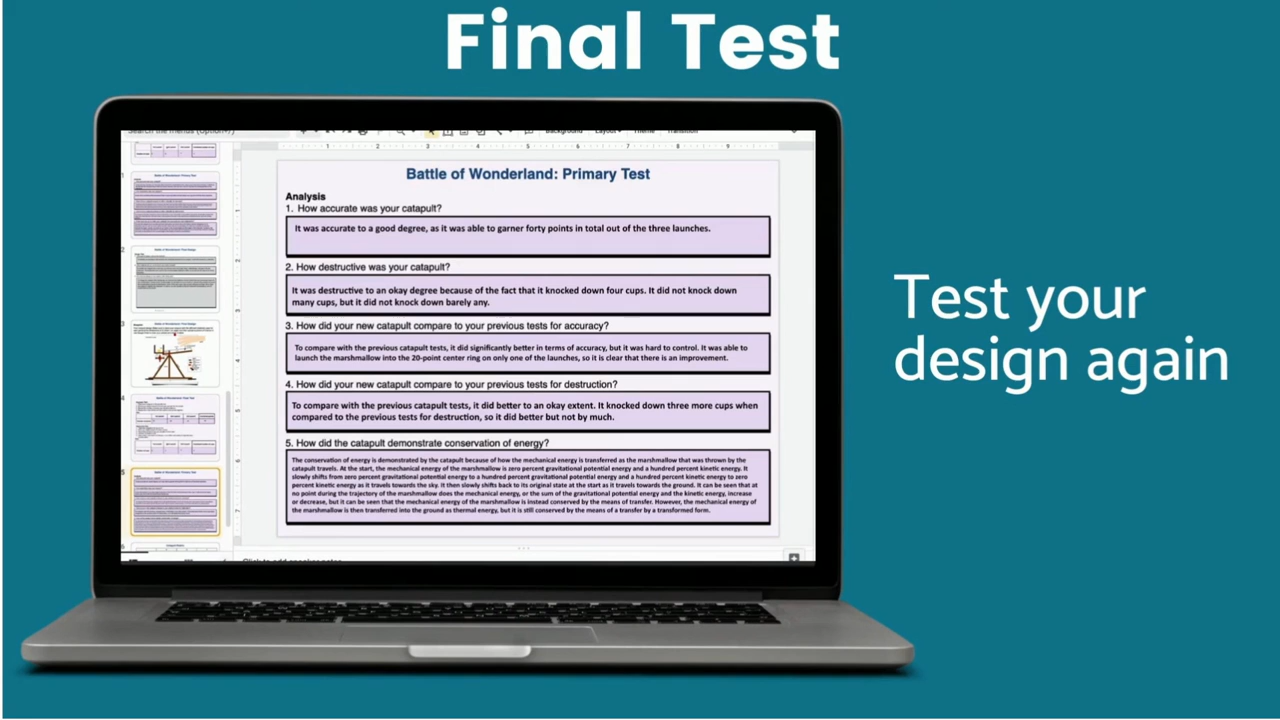 Final Test
Search the menus (Option+/)
Background Layout Theme Transition
1 2 3 4 5 6 7 8 9
Battle of Wonderland: Primary Test
Analysis
1. How accurate was your catapult?
It was accurate to a good degree, as it was able to garner forty points in total out of the three launches.
2. How destructive was your catapult?
It was destructive to an okay degree because of the fact that it knocked down four cups. It did not knock down
many cups, but it did not knock down barely any.
3. How did your new catapult compare to your previous tests for accuracy?
To compare with the previous catapult tests, it did significantly better in terms of accuracy, but it was hard to control. It was able to
launch the marshmallow into the 20-point center ring on only one of the launches, so it is clear that there is an improvement.
4. How did your new catapult compare to your previous tests for destruction?
To compare with the previous catapult tests, it did better to an okay extent. It knocked down three more cups when
compared to the previous tests for destruction, so it did better but not by much.
5. How did the catapult demonstrate conservation of energy?
The conservation of energy is demonstrated by the catapult because of how the mechanical energy is transferred as the marshmallow that was thrown by the
catapult travels. At the start, the mechanical energy of the marshmallow is zero percent gravitational potential energy and a hundred percent kinetic energy. It
slowly shifts from zero percent gravitational potential energy to a hundred percent gravitational potential energy and a hundred percent kinetic energy to zero
percent kinetic energy as it travels towards the sky. It then slowly shifts back to its original state at the start as it travels towards the ground. It can be seen that at
no point during the trajectory of the marshmallow does the mechanical energy, or the sum of the gravitational potential energy and the kinetic energy, increase
or decrease, but it can be seen that the mechanical energy of the marshmallow is instead conserved by the means of transfer. However, the mechanical energy of
the marshmallow is then transferred into the ground as thermal energy, but it is still conserved by the means of a transfer by a transformed form.
Test your
design again